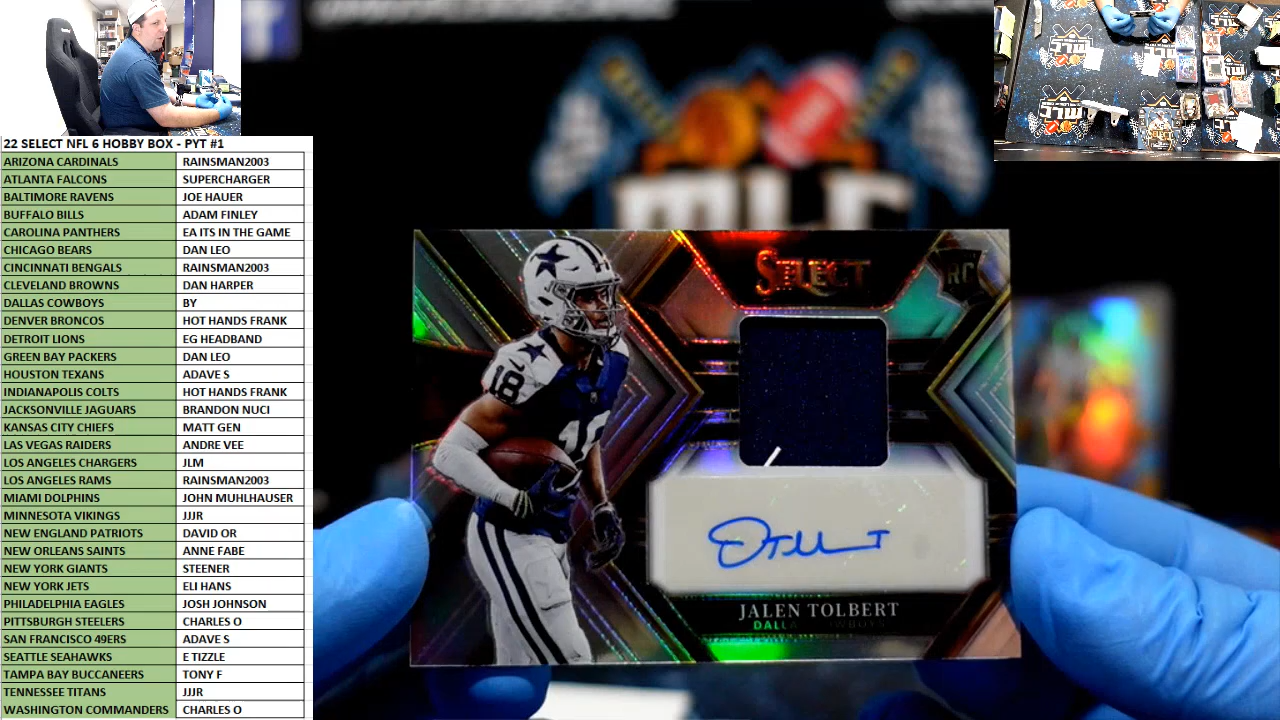 22 SELECT NFL 6 HOBBY BOX - PYT #1
ARIZONA CARDINALS RAINSMAN2003
ATLANTA FALCONS SUPERCHARGER
BALTIMORE RAVENS JOE HAUER
BUFFALO BILLS ADAM FINLEY
CAROLINA PANTHERS EA ITS IN THE GAME
CHICAGO BEARS DAN LEO
CINCINNATI BENGALS RAINSMAN2003
CLEVELAND BROWNS DAN HARPER
DALLAS COWBOYS BY
DENVER BRONCOS HOT HANDS FRANK
DETROIT LIONS EG HEADBAND
GREEN BAY PACKERS DAN LEO
HOUSTON TEXANS ADAVE S
INDIANAPOLIS COLTS HOT HANDS FRANK
JACKSONVILLE JAGUARS BRANDON NUCI
KANSAS CITY CHIEFS MATT GEN
LAS VEGAS RAIDERS ANDRE VEE
LOS ANGELES CHARGERS JLM
LOS ANGELES RAMS RAINSMAN2003
MIAMI DOLPHINS JOHN MUHLHAUSER
MINNESOTA VIKINGS JJJR
NEW ENGLAND PATRIOTS DAVID OR
NEW ORLEANS SAINTS ANNE FABE
NEW YORK GIANTS STEENER
NEW YORK JETS ELI HANS
PHILADELPHIA EAGLES JOSH JOHNSON
PITTSBURGH STEELERS CHARLES O
SAN FRANCISCO 49ERS ADAVE S
SEATTLE SEAHAWKS E TIZZLE
TAMPA BAY BUCCANEERS TONY F
TENNESSEE TITANS JJJR
WASHINGTON COMMANDERS CHARLES O
SELECT
RC
18
18
JALEN TOLBERT
DALLAS COWBOYS